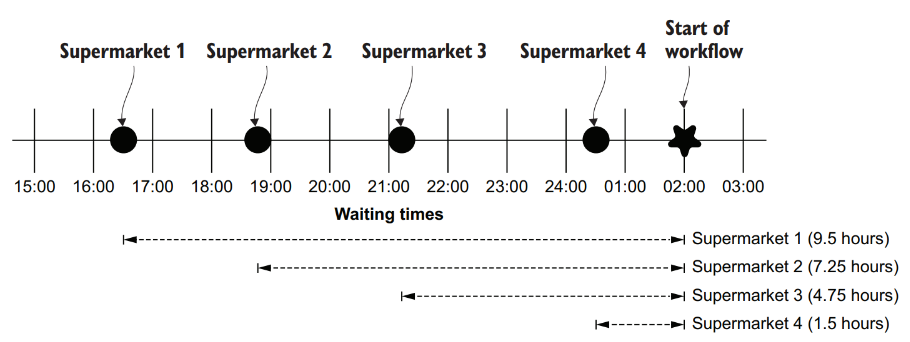 Start of
workflow
Supermarket 1 Supermarket 2 Supermarket 3 Supermarket 4
15:00 16:00 17:00 18:00 19:00 20:00 21:00 22:00 23:00 24:00 01:00 02:00 03:00
Waiting times
Supermarket 1 (9.5 hours)
Supermarket 2 (7.25 hours)
Supermarket 3 (4.75 hours)
Supermarket 4 (1.5 hours)